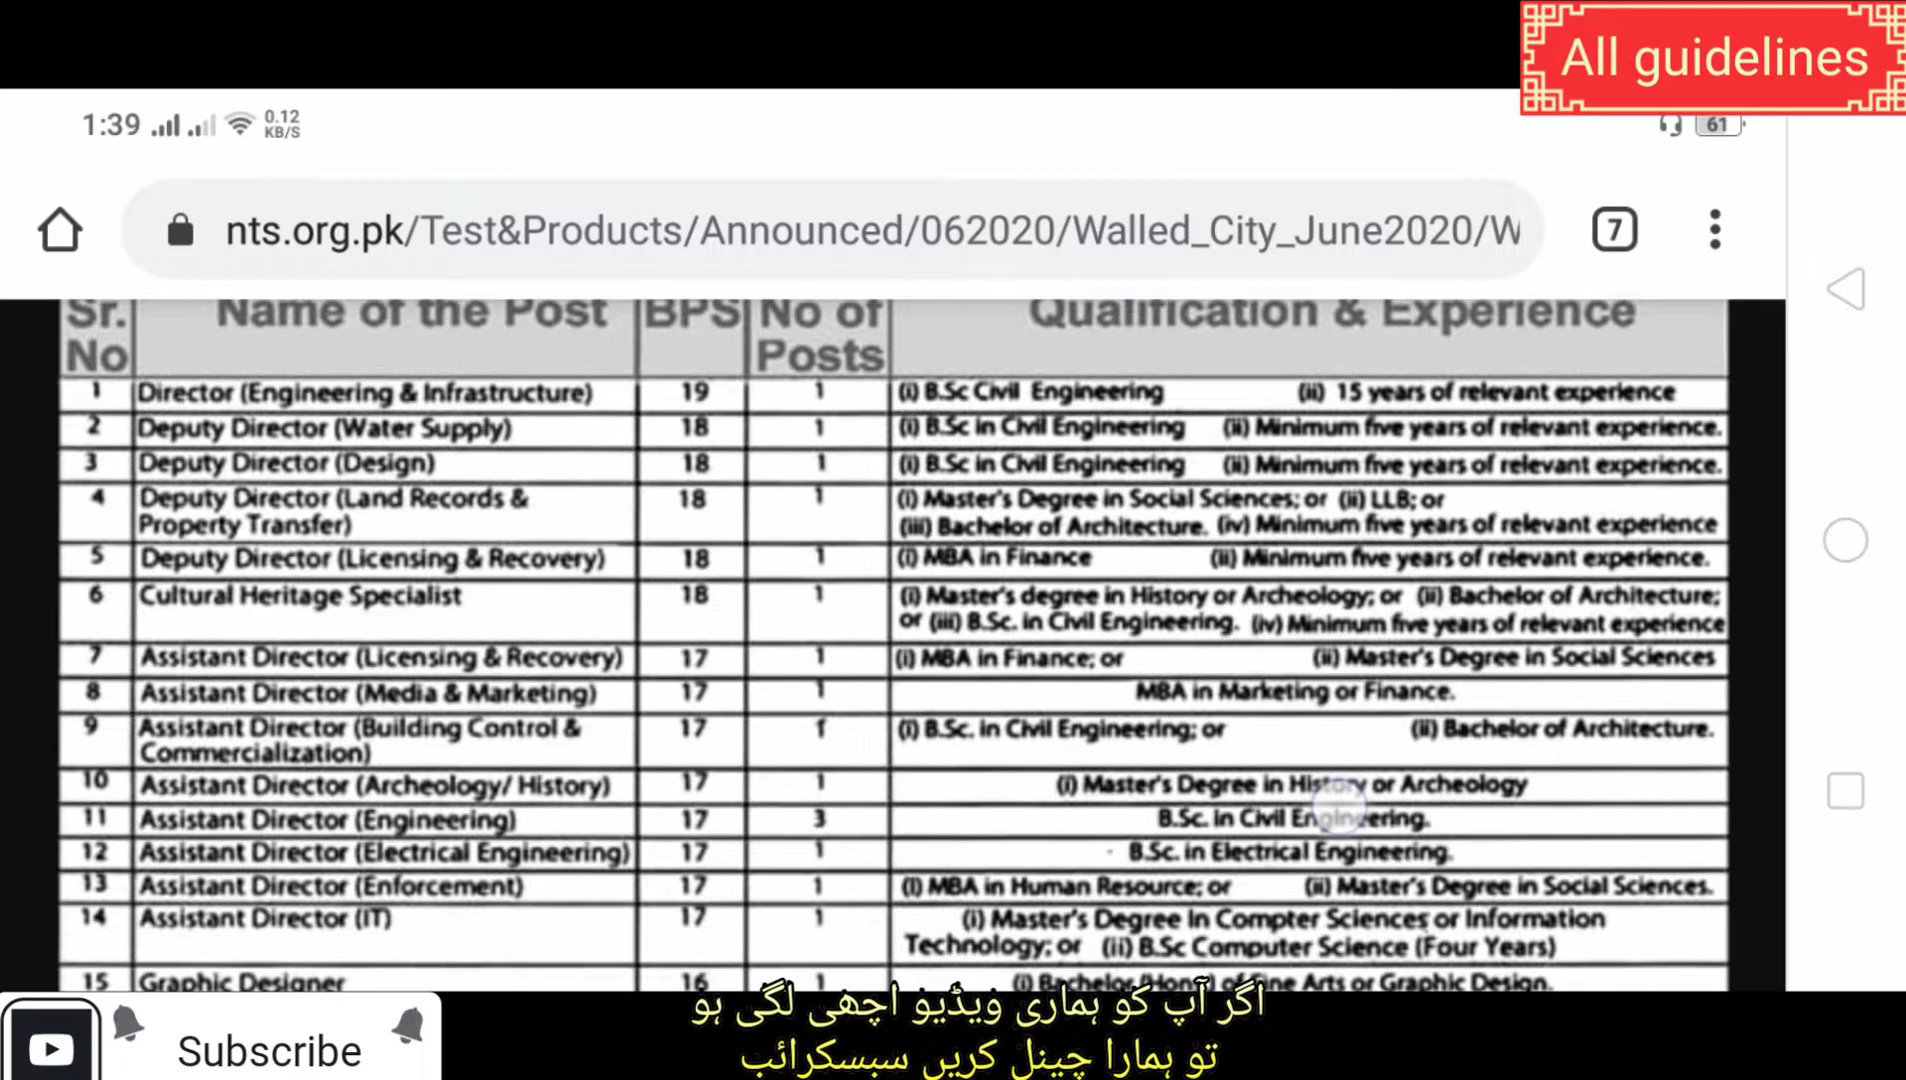 All guidelines
1:39 0.12 KB/S 61
nts.org.pk/Test&Products/Announced/062020/Walled_City_June2020/W 7
Sr. No Name of the Post BPS No of Posts Qualification & Experience
1 Director (Engineering & Infrastructure) 19 1 (i) B.Sc Civil Engineering (ii) 15 years of relevant experience
2 Deputy Director (Water Supply) 18 1 (i) B.Sc in Civil Engineering (ii) Minimum five years of relevant experience.
3 Deputy Director (Design) 18 1 (i) B.Sc in Civil Engineering (ii) Minimum five years of relevant experience.
4 Deputy Director (Land Records & 18 1 (i) Master's Degree in Social Sciences; or (ii) LLB; or
Property Transfer) (iii) Bachelor of Architecture. (iv) Minimum five years of relevant experience
5 Deputy Director (Licensing & Recovery) 18 1 (i) MBA in Finance (ii) Minimum five years of relevant experience.
6 Cultural Heritage Specialist 18 1 (i) Master's degree in History or Archeology; or (ii) Bachelor of Architecture;
or (iii) B.Sc. in Civil Engineering. (iv) Minimum five years of relevant experience
7 Assistant Director (Licensing & Recovery) 17 1 (i) MBA in Finance; or (ii) Master's Degree in Social Sciences
8 Assistant Director (Media & Marketing) 17 1 MBA in Marketing or Finance.
9 Assistant Director (Building Control & 17 1 (i) B.Sc. in Civil Engineering; or (ii) Bachelor of Architecture.
Commercialization)
10 Assistant Director (Archeology/ History) 17 1 (i) Master's Degree in History or Archeology
11 Assistant Director (Engineering) 17 3 B.Sc. in Civil Engineering.
12 Assistant Director (Electrical Engineering) 17 1 B.Sc. in Electrical Engineering.
13 Assistant Director (Enforcement) 17 1 (i) MBA in Human Resource; or (ii) Master's Degree in Social Sciences.
14 Assistant Director (IT) 17 1 (i) Master's Degree In Compter Sciences or Information
Technology; or (ii) B.Sc Computer Science (Four Years)
15 Graphic Designer 16 1 (i) Bachelor (Hons) of Fine Arts or Graphic Design.
اگر آپ کو ہماری ویڈیو اچھی لگی ہو
تو ہمارا چینل کریں سبسکرائب
Subscribe